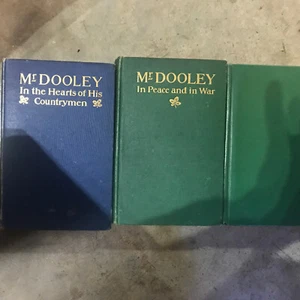 Mr DOOLEY
In the Hearts of His
Countrymen
Mr DOOLEY
In Peace and in War